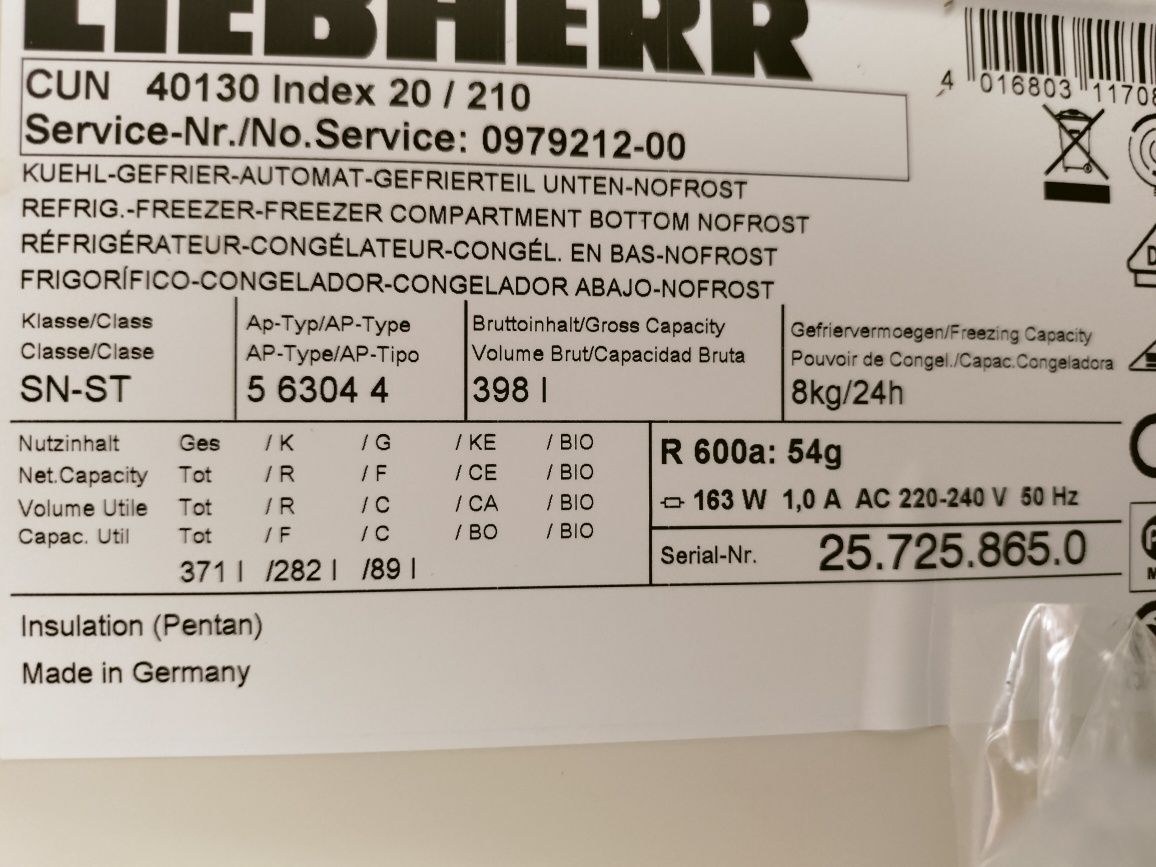 LIEBHERR
CUN 40130 Index 20 / 210
Service-Nr./No.Service: 0979212-00
4 016803
KUEHL-GEFRIER-AUTOMAT-GEFRIERTEIL UNTEN-NOFROST
REFRIG.-FREEZER-FREEZER COMPARTMENT BOTTOM NOFROST
RÉFRIGÉRATEUR-CONGÉLATEUR-CONGÉL. EN BAS-NOFROST
FRIGORÍFICO-CONGELADOR-CONGELADOR ABAJO-NOFROST
Klasse/Class
Classe/Clase
SN-ST
Ap-Typ/AP-Type
AP-Type/AP-Tipo
5 6304 4
Bruttoinhalt/Gross Capacity
Volume Brut/Capacidad Bruta
398 l
Gefriervermoegen/Freezing Capacity
Pouvoir de Congel./Capac.Congeladora
8kg/24h
Nutzinhalt Ges / K / G / KE / BIO
Net.Capacity Tot / R / F / CE / BIO
Volume Utile Tot / R / C / CA / BIO
Capac. Util Tot / F / C / BO / BIO
371 l /282 l /89 l
R 600a: 54g
163 W 1,0 A AC 220-240 V 50 Hz
Serial-Nr. 25.725.865.0
Insulation (Pentan)
Made in Germany